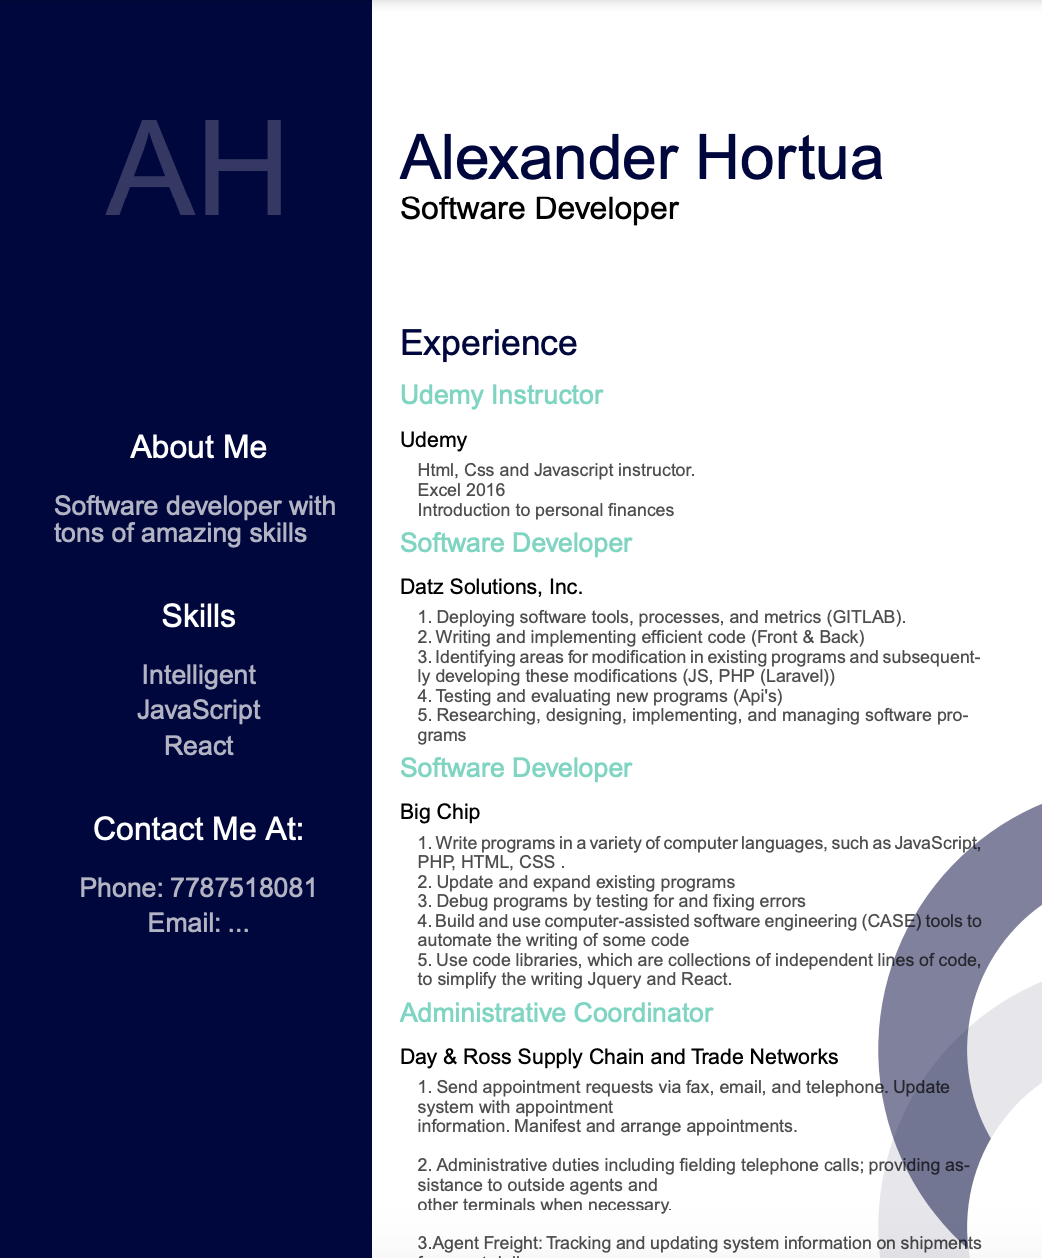 AH
About Me
Software developer with
tons of amazing skills
Skills
Intelligent
JavaScript
React
Contact Me At:
Phone: 7787518081
Email: ...
Alexander Hortua
Software Developer
Experience
Udemy Instructor
Udemy
Html, Css and Javascript instructor.
Excel 2016
Introduction to personal finances
Software Developer
Datz Solutions, Inc.
1. Deploying software tools, processes, and metrics (GITLAB).
2. Writing and implementing efficient code (Front & Back)
3. Identifying areas for modification in existing programs and subsequent-
ly developing these modifications (JS, PHP (Laravel))
4. Testing and evaluating new programs (Api's)
5. Researching, designing, implementing, and managing software pro-
grams
Software Developer
Big Chip
1. Write programs in a variety of computer languages, such as JavaScript,
PHP, HTML, CSS .
2. Update and expand existing programs
3. Debug programs by testing for and fixing errors
4. Build and use computer-assisted software engineering (CASE) tools to
automate the writing of some code
5. Use code libraries, which are collections of independent lines of code,
to simplify the writing Jquery and React.
Administrative Coordinator
Day & Ross Supply Chain and Trade Networks
1. Send appointment requests via fax, email, and telephone. Update
system with appointment
information. Manifest and arrange appointments.
2. Administrative duties including fielding telephone calls; providing as-
sistance to outside agents and
other terminals when necessary.
3.Agent Freight: Tracking and updating system information on shipments